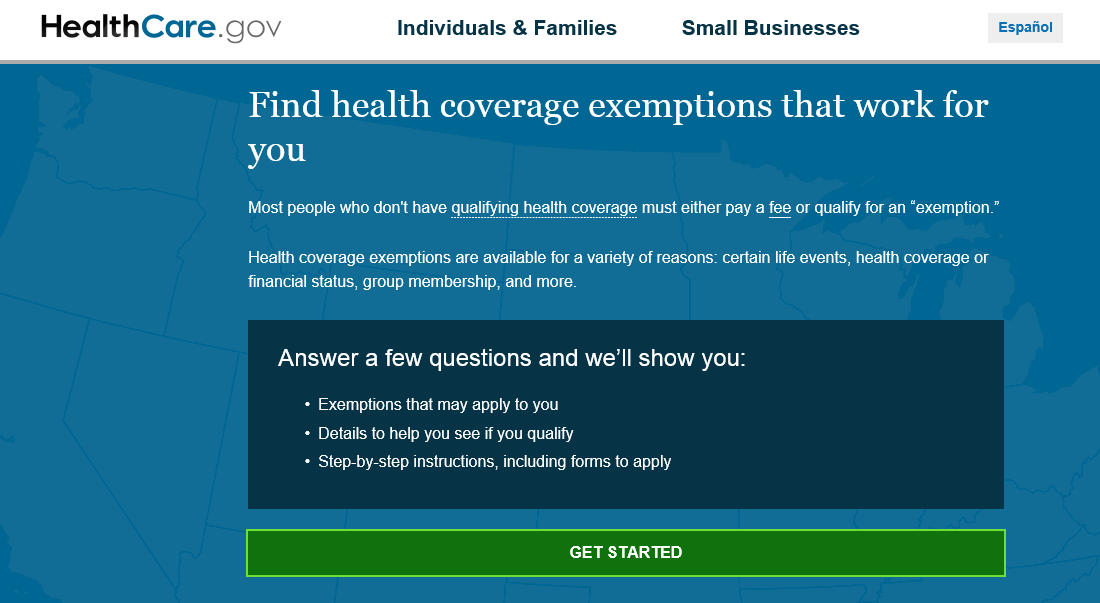 HealthCare.gov
Individuals & Families
Small Businesses
Español
Find health coverage exemptions that work for
you
Most people who don't have qualifying health coverage must either pay a fee or qualify for an “exemption.”
Health coverage exemptions are available for a variety of reasons: certain life events, health coverage or
financial status, group membership, and more.
Answer a few questions and we’ll show you:
• Exemptions that may apply to you
• Details to help you see if you qualify
• Step-by-step instructions, including forms to apply
GET STARTED